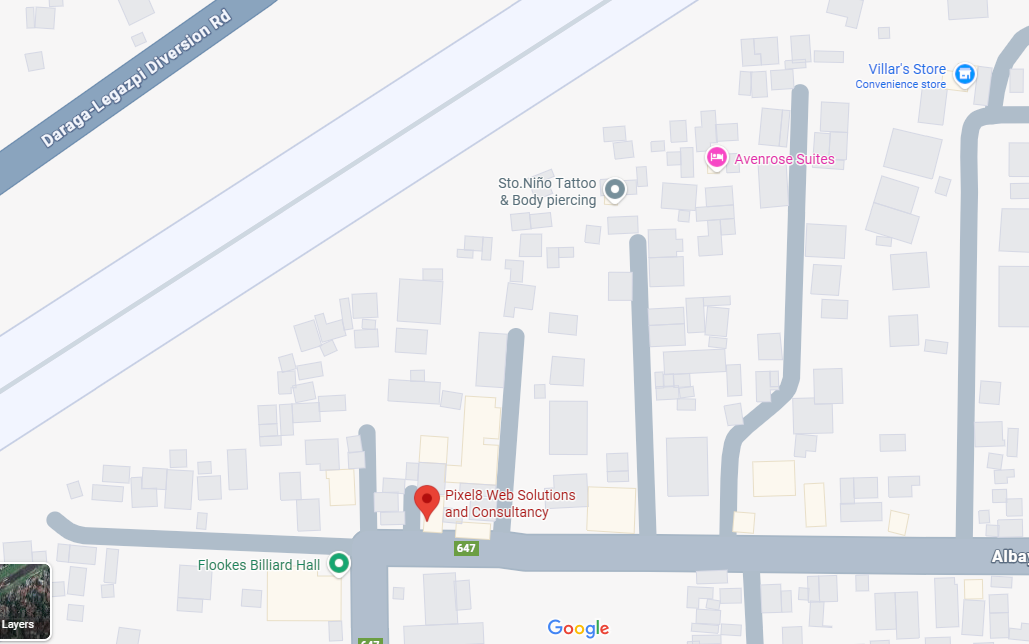 Daraga-Legazpi Diversion Rd
Villar's Store
Convenience store
Avenrose Suites
Sto.Niño Tattoo
& Body piercing
Pixel8 Web Solutions
and Consultancy
647
Albay
Flookes Billiard Hall
Layers
Google
647